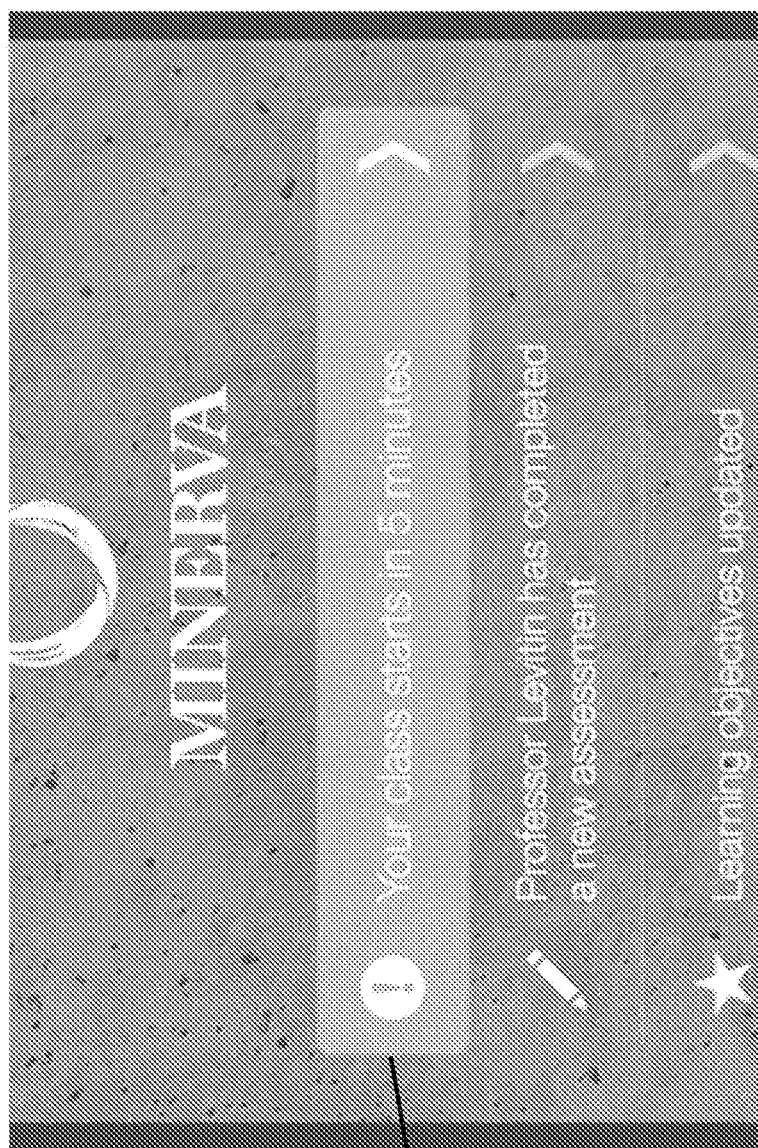 MINERVA
Your class starts in 5 minutes
Professor Levitin has completed
a new assessment
Learning objectives updated